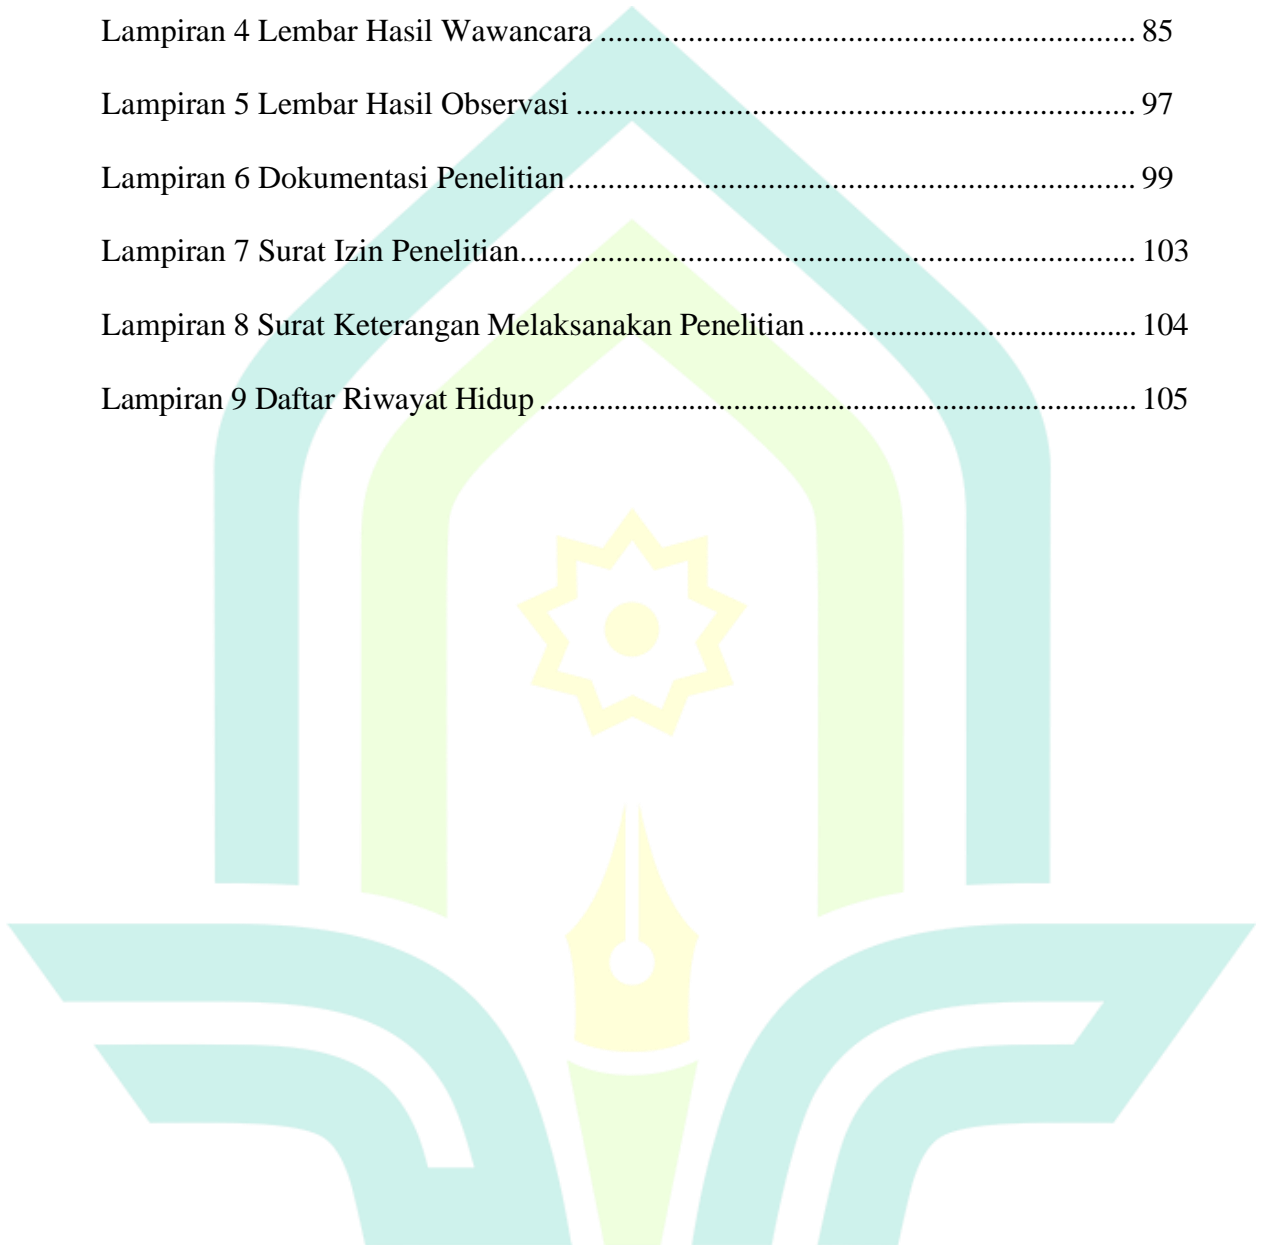 Lampiran 4 Lembar Hasil Wawancara .................................................................. 85
Lampiran 5 Lembar Hasil Observasi ..................................................................... 97
Lampiran 6 Dokumentasi Penelitian ...................................................................... 99
Lampiran 7 Surat Izin Penelitian............................................................................ 103
Lampiran 8 Surat Keterangan Melaksanakan Penelitian ........................................ 104
Lampiran 9 Daftar Riwayat Hidup ......................................................................... 105